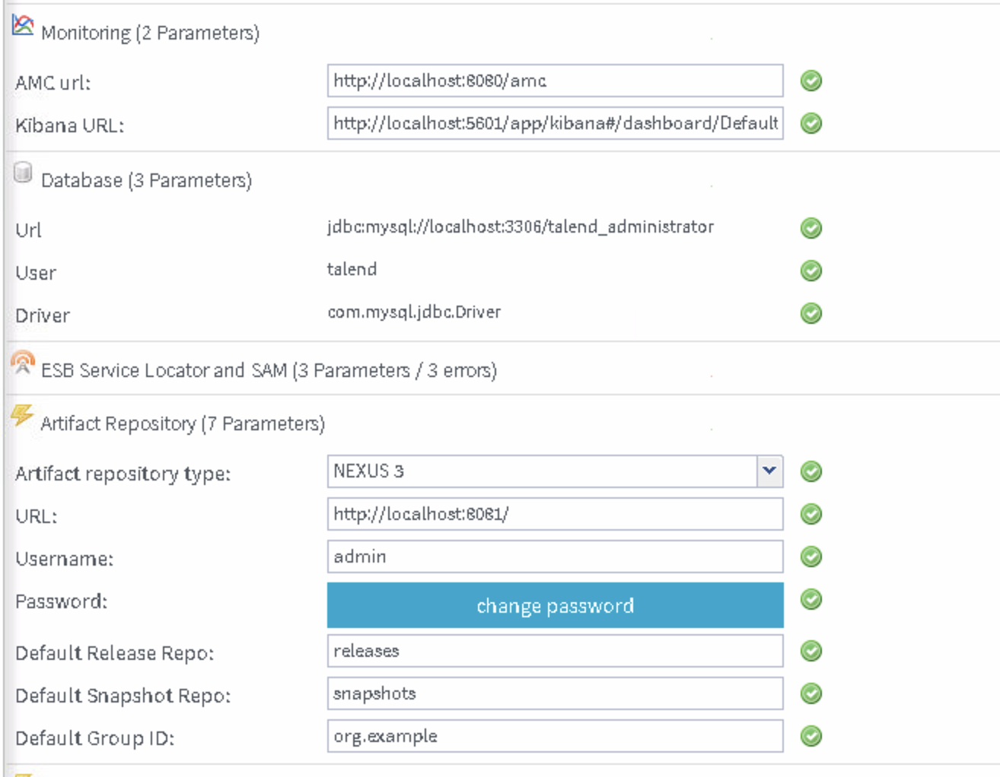 Monitoring (2 Parameters)
AMC url: http://localhost:8080/amc
Kibana URL: http://localhost:5601/app/kibana#/dashboard/Default
Database (3 Parameters)
Url jdbc:mysql://localhost:3306/talend_administrator
User talend
Driver com.mysql.jdbc.Driver
ESB Service Locator and SAM (3 Parameters / 3 errors)
Artifact Repository (7 Parameters)
Artifact repository type: NEXUS 3
URL: http://localhost:8081/
Username: admin
Password: change password
Default Release Repo: releases
Default Snapshot Repo: snapshots
Default Group ID: org.example